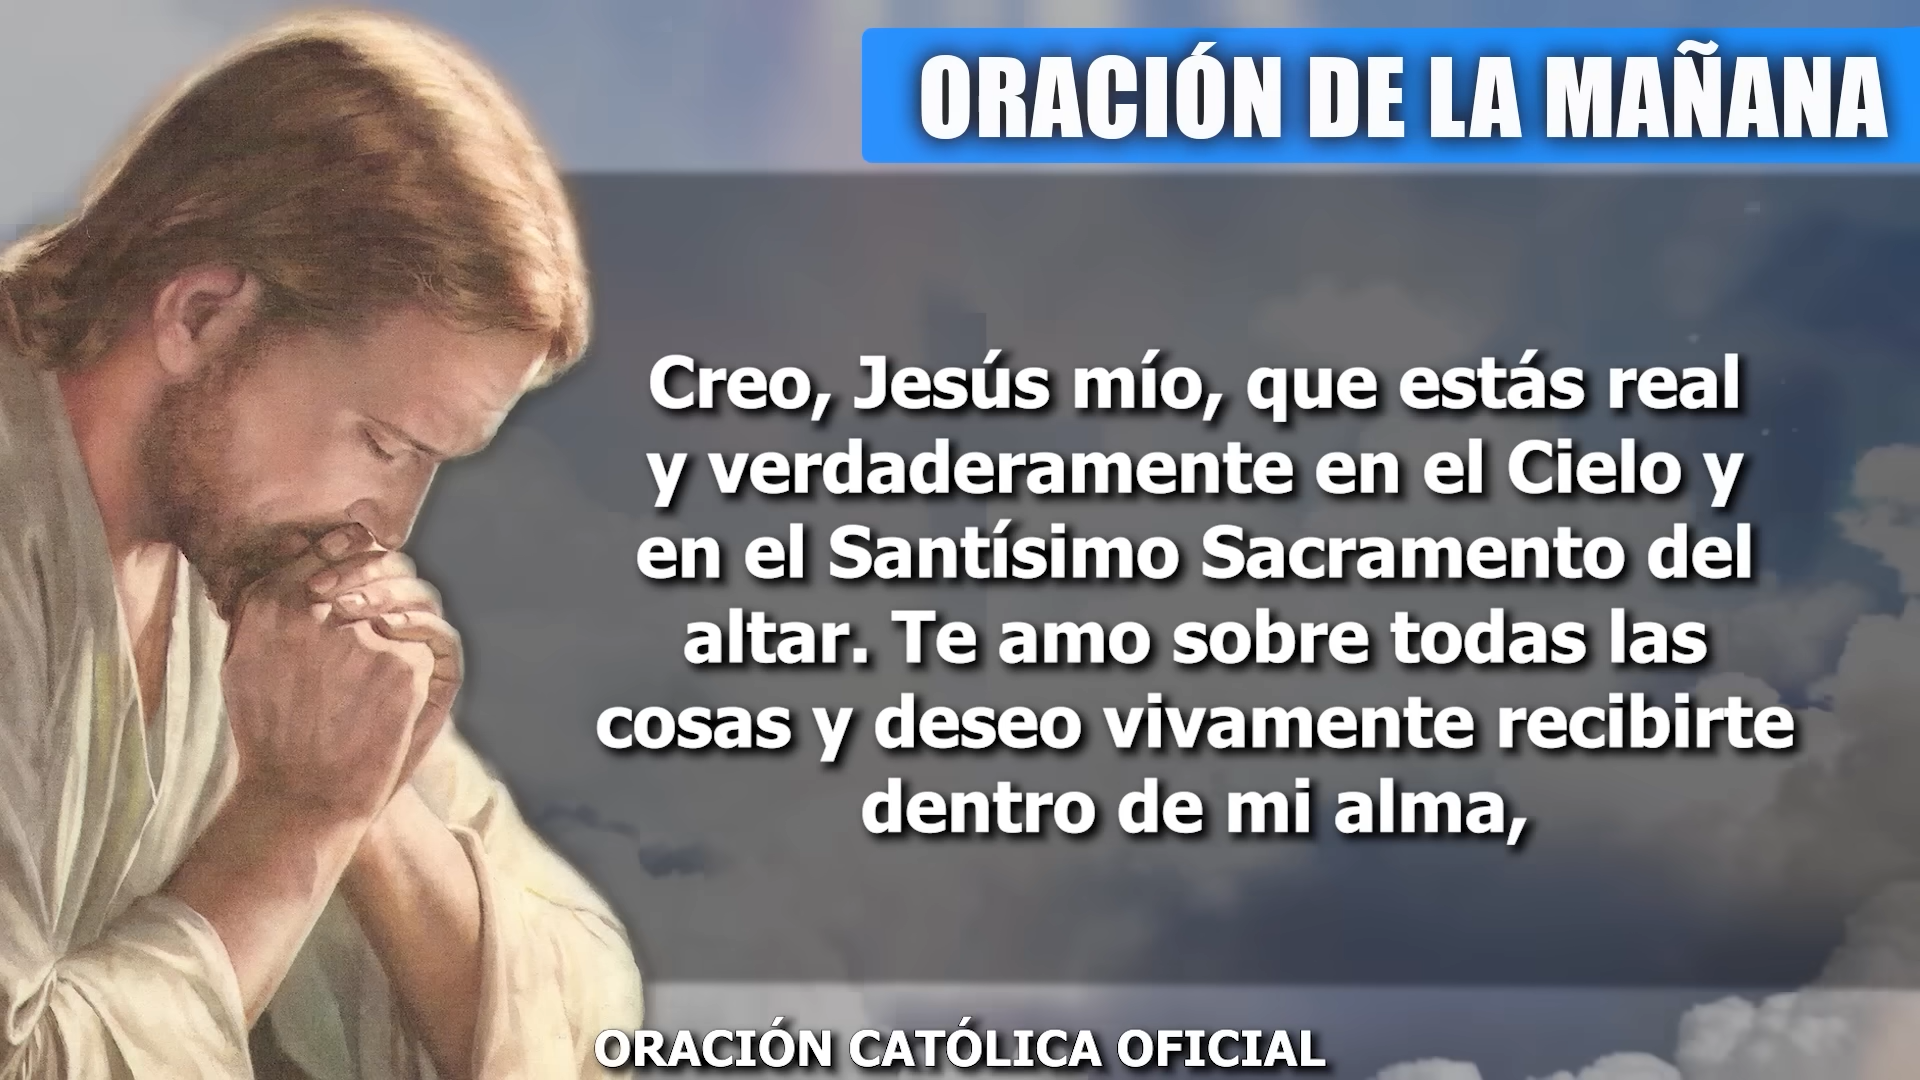 ORACIÓN DE LA MAÑANA
Creo, Jesús mío, que estás real
y verdaderamente en el Cielo y
en el Santísimo Sacramento del
altar. Te amo sobre todas las
cosas y deseo vivamente recibirte
dentro de mi alma,
ORACIÓN CATÓLICA OFICIAL